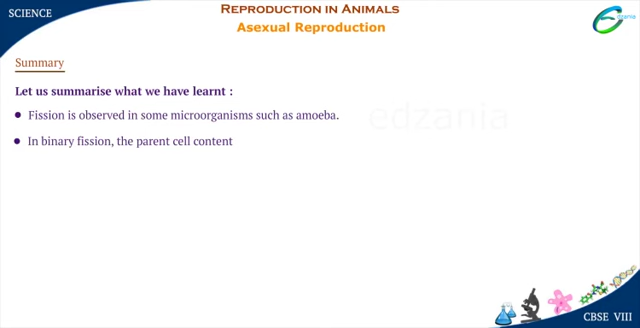 SCIENCE
REPRODUCTION IN ANIMALS
Asexual Reproduction
edzania
Summary
Let us summarise what we have learnt :
Fission is observed in some microorganisms such as amoeba.
edzania
In binary fission, the parent cell content
CBSE VIII